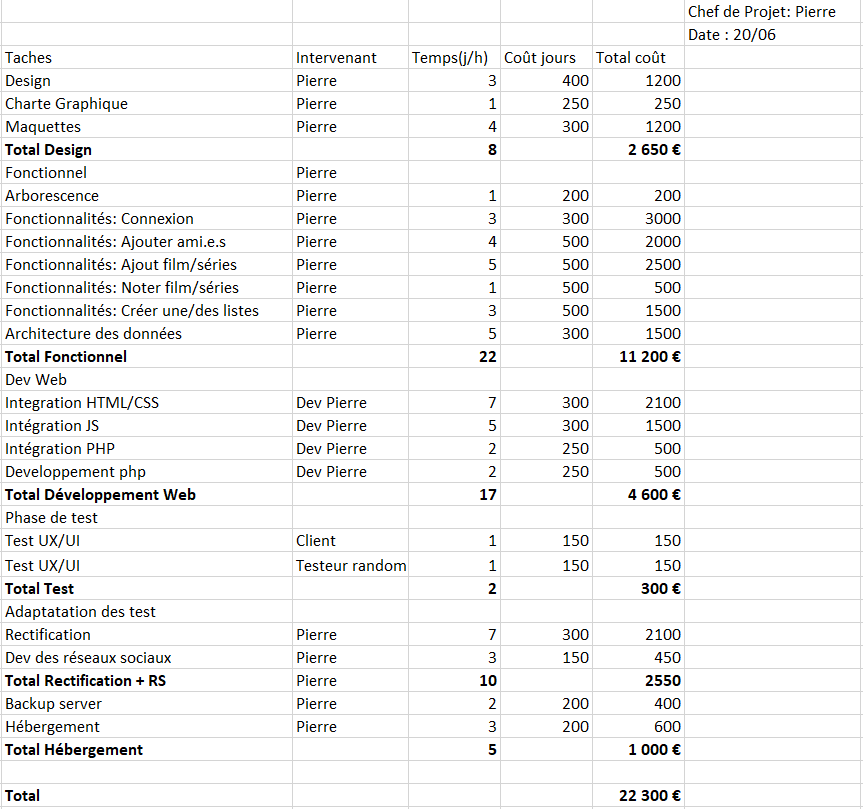 Chef de Projet: Pierre
Date : 20/06
Taches Intervenant Temps(j/h) Coût jours Total coût
Design Pierre 3 400 1200
Charte Graphique Pierre 1 250 250
Maquettes Pierre 4 300 1200
Total Design 8 2 650 €
Fonctionnel Pierre
Arborescence Pierre 1 200 200
Fonctionnalités: Connexion Pierre 3 300 3000
Fonctionnalités: Ajouter ami.e.s Pierre 4 500 2000
Fonctionnalités: Ajout film/séries Pierre 5 500 2500
Fonctionnalités: Noter film/séries Pierre 1 500 500
Fonctionnalités: Créer une/des listes Pierre 3 500 1500
Architecture des données Pierre 5 300 1500
Total Fonctionnel 22 11 200 €
Dev Web
Integration HTML/CSS Dev Pierre 7 300 2100
Intégration JS Dev Pierre 5 300 1500
Intégration PHP Dev Pierre 2 250 500
Developpement php Dev Pierre 2 250 500
Total Développement Web 17 4 600 €
Phase de test
Test UX/UI Client 1 150 150
Test UX/UI Testeur random 1 150 150
Total Test 2 300 €
Adaptatation des test
Rectification Pierre 7 300 2100
Dev des réseaux sociaux Pierre 3 150 450
Total Rectification + RS Pierre 10 2550
Backup server Pierre 2 200 400
Hébergement Pierre 3 200 600
Total Hébergement 5 1 000 €
Total 22 300 €